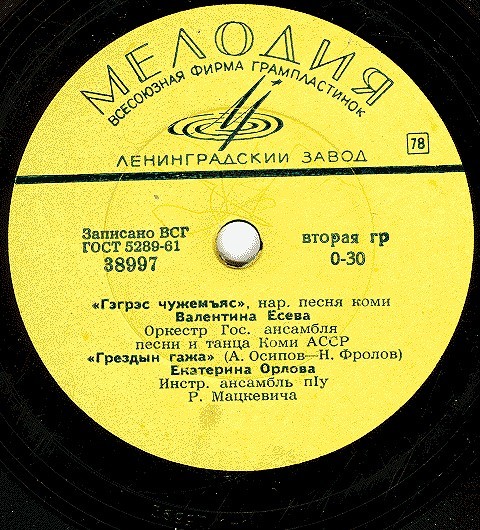 МЕЛОДИЯ
ВСЕСОЮЗНАЯ ФИРМА ГРАМПЛАСТИНОК
ЛЕНИНГРАДСКИЙ ЗАВОД
78
Записано ВСГ
ГОСТ 5289-61
38997
вторая гр
0-30
«Гэгрэс чужемъяс», нар. песня коми
Валентина Есева
Оркестр Гос. ансамбля
песни и танца Коми АССР
«Грездын гажа» (А. Осипов—Н. Фролов)
Екатерина Орлова
Инстр. ансамбль п/у
Р. Мацкевича